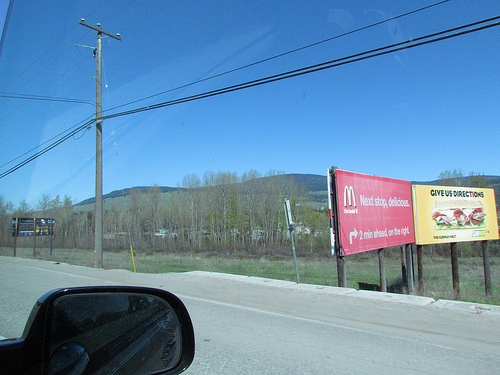 Next stop, delicious.
2 min ahead, on the right.
GIVE US DIRECTIONS